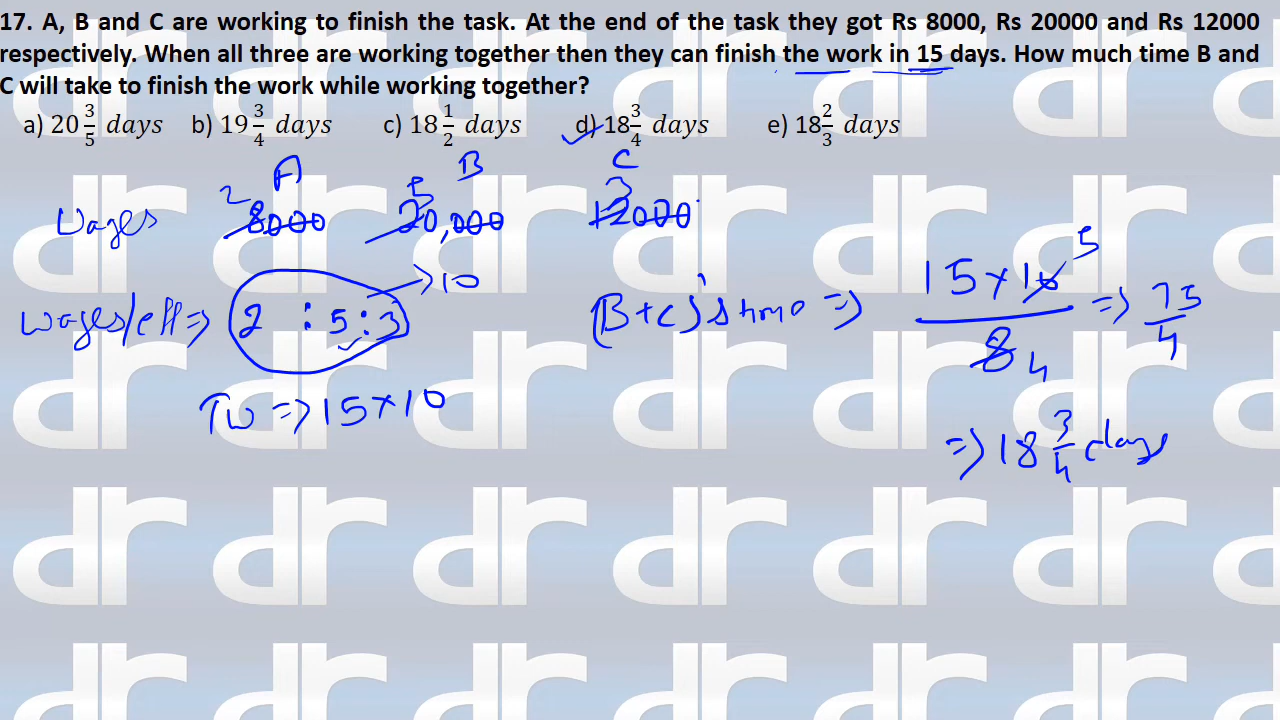 17. A, B and C are working to finish the task. At the end of the task they got Rs 8000, Rs 20000 and Rs 12000
respectively. When all three are working together then they can finish the work in 15 days. How much time B and
C will take to finish the work while working together?
a) 20 3/5 days b) 19 3/4 days c) 18 1/2 days d) 18 3/4 days e) 18 2/3 days
A B C
2 5 3
Wages 8000 20,000 12000
10
Wages/eff => 2 : 5 : 3
(B+C)'s time => 15 × 10 5 / 8 4 => 75/4
TW => 15 × 10
=> 18 3/4 days